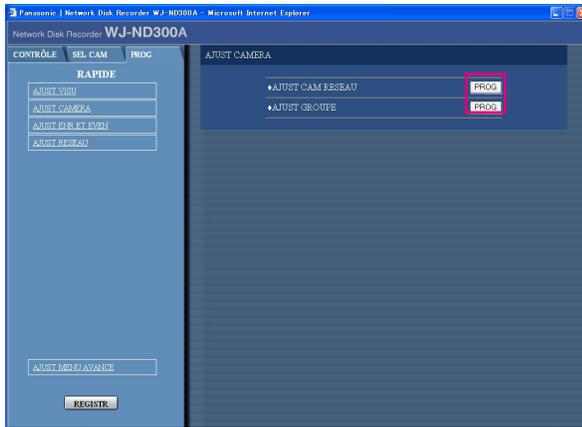 Panasonic | Network Disk Recorder WJ-ND300A - Microsoft Internet Explorer
Network Disk Recorder WJ-ND300A
CONTRÔLE SEL CAM PROG
RAPIDE
AJUST VISU
AJUST CAMERA
AJUST ENR ET EVEN
AJUST RESEAU
AJUST MENU AVANCE
REGISTR
AJUST CAMERA
♦AJUST CAM RESEAU PROG
♦AJUST GROUPE PROG